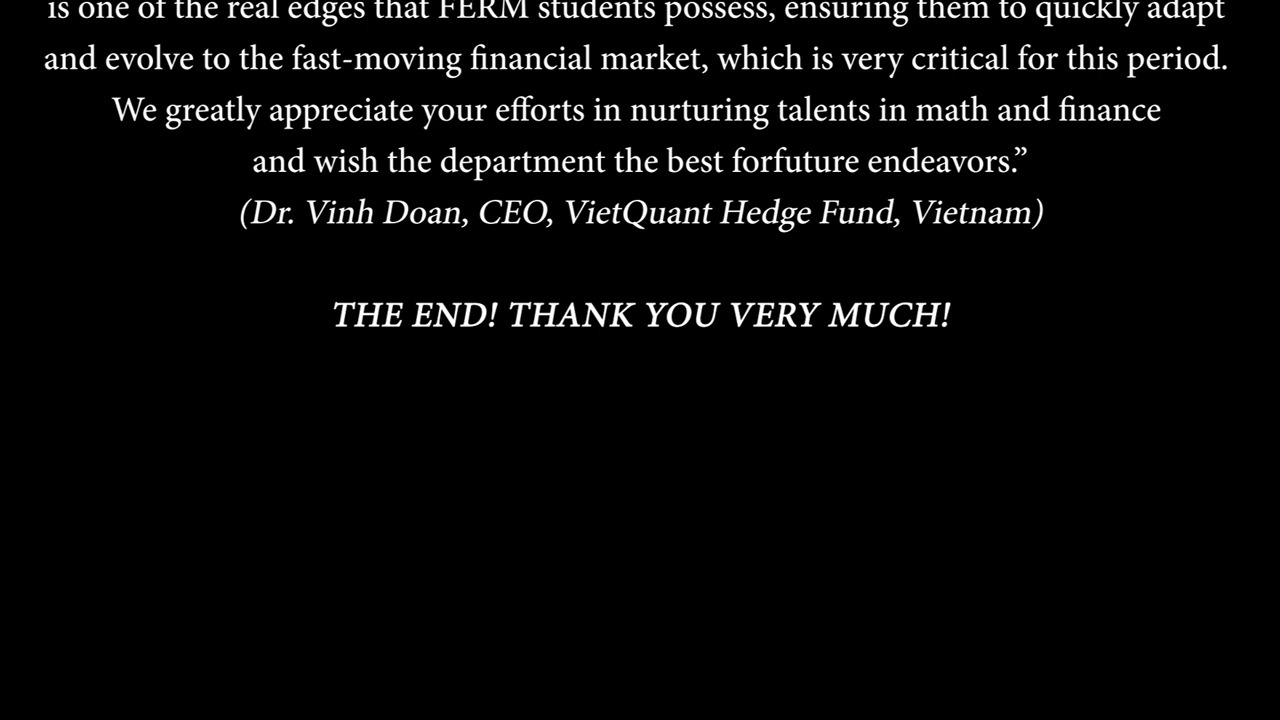 is one of the real edges that FERM students possess, ensuring them to quickly adapt
and evolve to the fast-moving financial market, which is very critical for this period.
We greatly appreciate your efforts in nurturing talents in math and finance
and wish the department the best forfuture endeavors.”
(Dr. Vinh Doan, CEO, VietQuant Hedge Fund, Vietnam)
THE END! THANK YOU VERY MUCH!